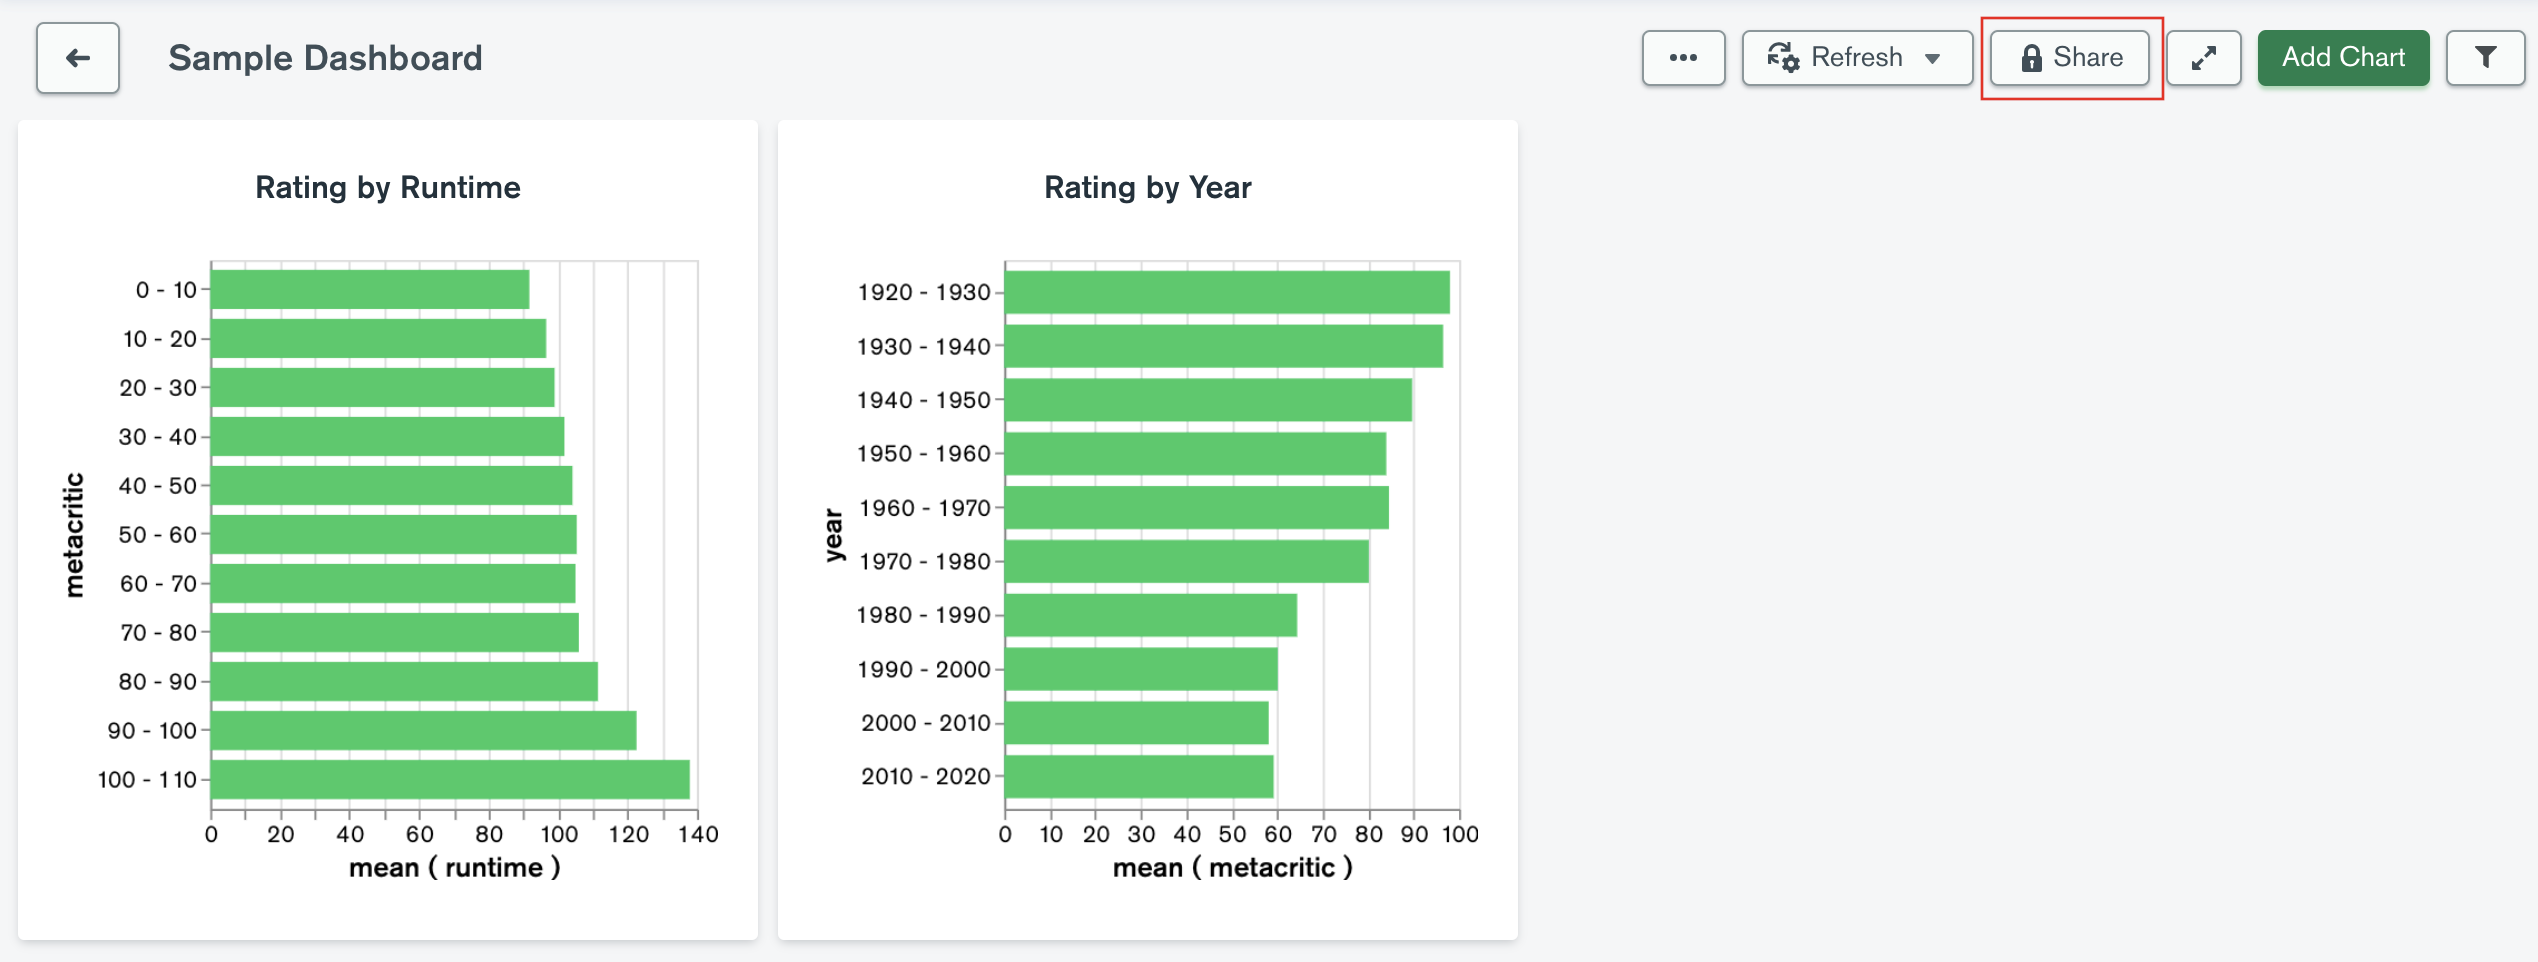 Sample Dashboard
Refresh
Share
Add Chart
Rating by Runtime
metacritic
0 - 10
10 - 20
20 - 30
30 - 40
40 - 50
50 - 60
60 - 70
70 - 80
80 - 90
90 - 100
100 - 110
0 20 40 60 80 100 120 140
mean ( runtime )
Rating by Year
year
1920 - 1930
1930 - 1940
1940 - 1950
1950 - 1960
1960 - 1970
1970 - 1980
1980 - 1990
1990 - 2000
2000 - 2010
2010 - 2020
0 10 20 30 40 50 60 70 80 90 100
mean ( metacritic )